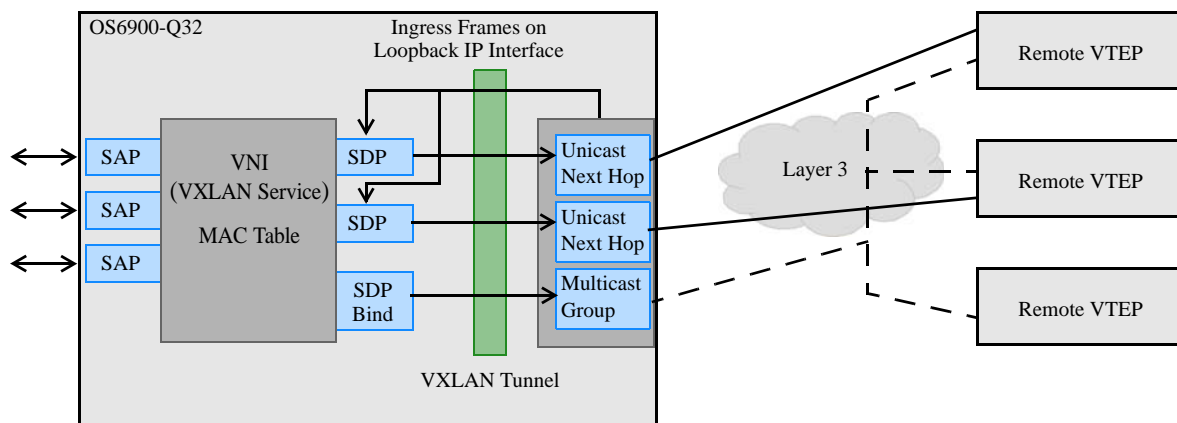 OS6900-Q32
Ingress Frames on
Loopback IP Interface
Remote VTEP
SAP
SAP
SAP
VNI
(VXLAN Service)
MAC Table
SDP
SDP
SDP
Bind
Unicast
Next Hop
Unicast
Next Hop
Multicast
Group
Layer 3
Remote VTEP
Remote VTEP
VXLAN Tunnel